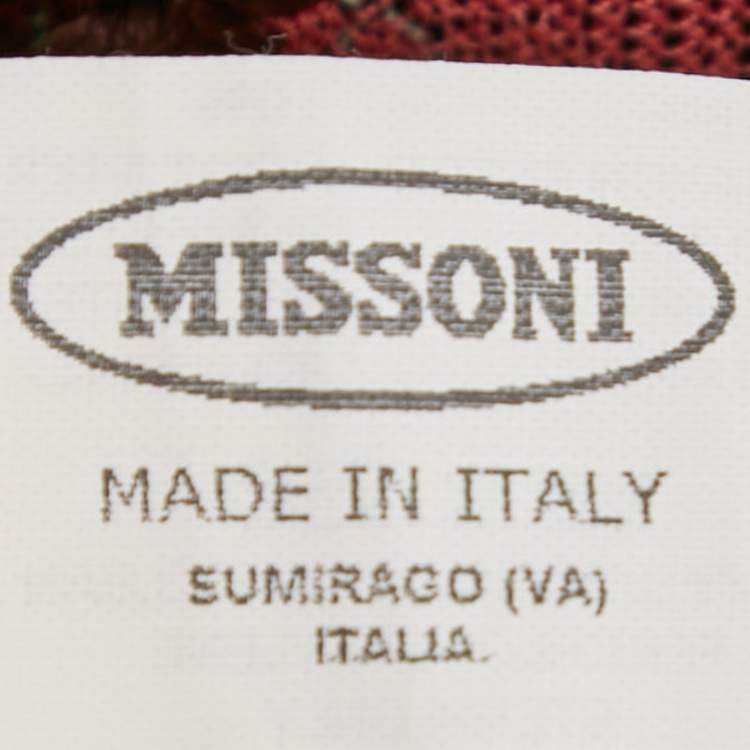 MISSONI
MADE IN ITALY
SUMIRAGO (VA)
ITALIA